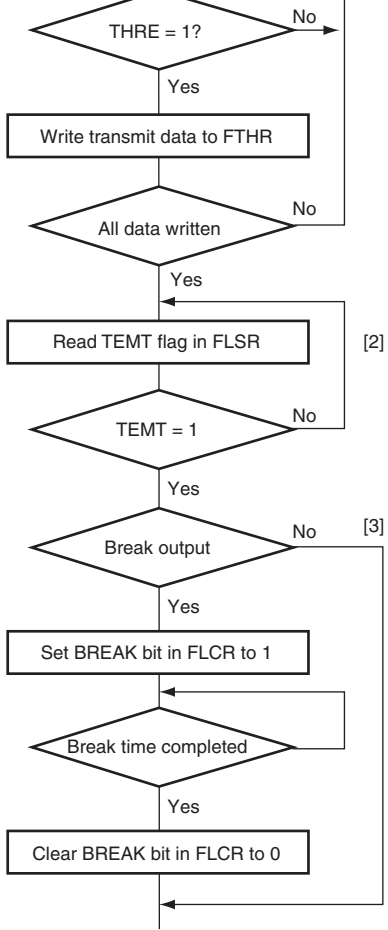 THRE = 1?
No
Yes
Write transmit data to FTHR
All data written
No
Yes
Read TEMT flag in FLSR
[2]
TEMT = 1
No
Yes
Break output
No
[3]
Yes
Set BREAK bit in FLCR to 1
Break time completed
Yes
Clear BREAK bit in FLCR to 0